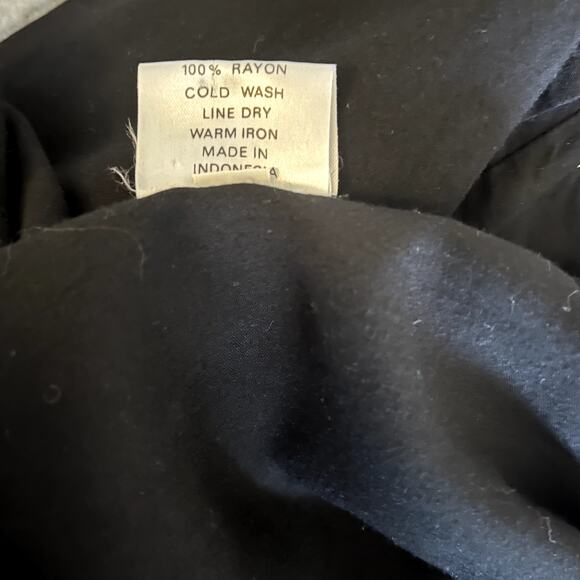 100% RAYON
COLD WASH
LINE DRY
WARM IRON
MADE IN
INDONESIA